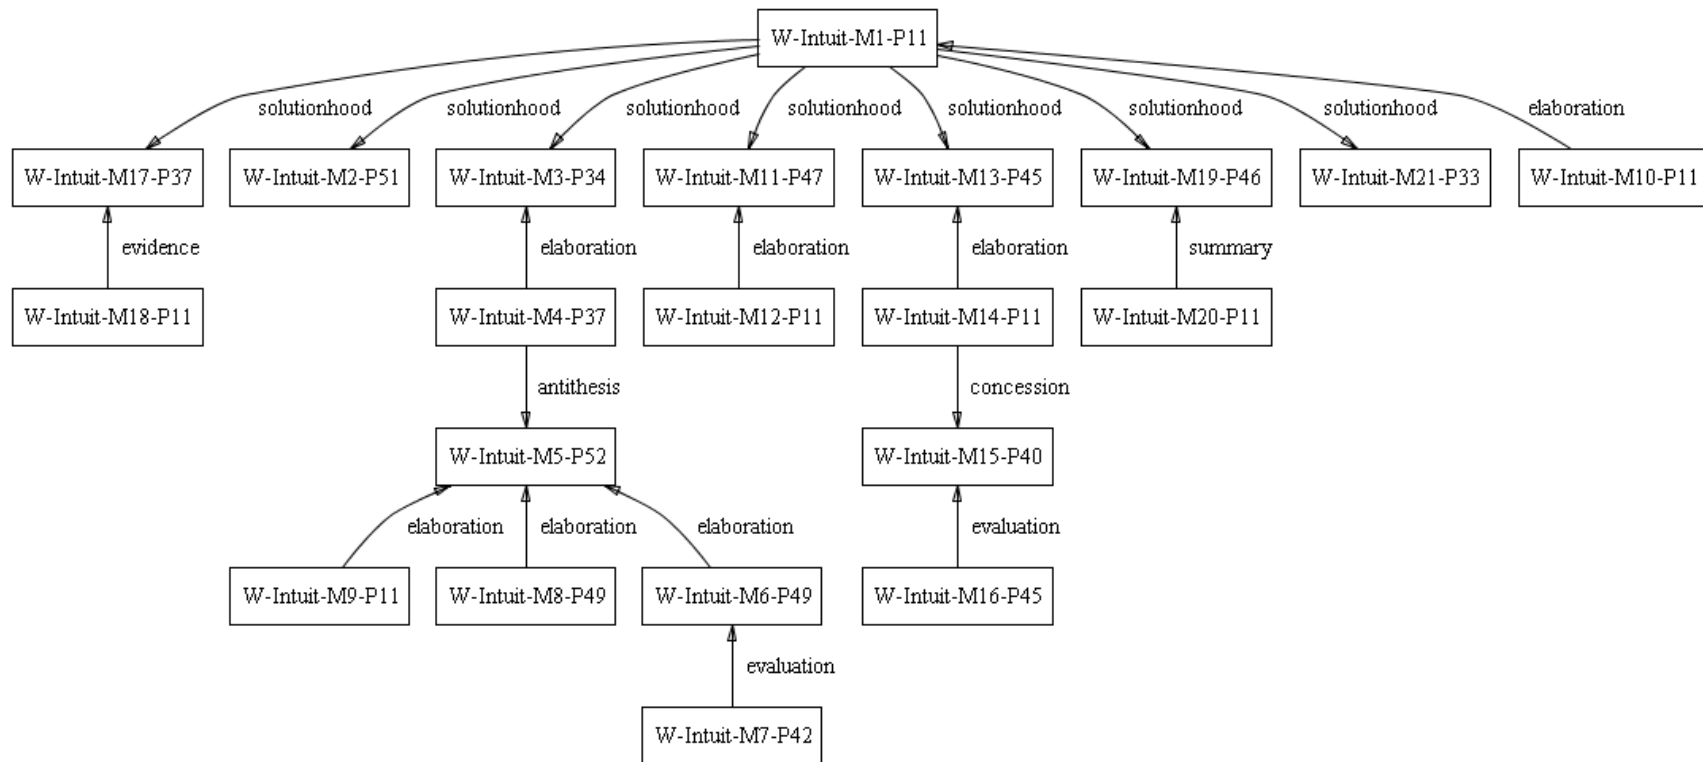 W-Intuit-M1-P11
solutionhood solutionhood solutionhood solutionhood solutionhood solutionhood solutionhood elaboration
W-Intuit-M17-P37 W-Intuit-M2-P51 W-Intuit-M3-P34 W-Intuit-M11-P47 W-Intuit-M13-P45 W-Intuit-M19-P46 W-Intuit-M21-P33 W-Intuit-M10-P11
evidence elaboration elaboration elaboration summary
W-Intuit-M18-P11 W-Intuit-M4-P37 W-Intuit-M12-P11 W-Intuit-M14-P11 W-Intuit-M20-P11
antithesis concession
W-Intuit-M5-P52 W-Intuit-M15-P40
elaboration elaboration elaboration evaluation
W-Intuit-M9-P11 W-Intuit-M8-P49 W-Intuit-M6-P49 W-Intuit-M16-P45
evaluation
W-Intuit-M7-P42